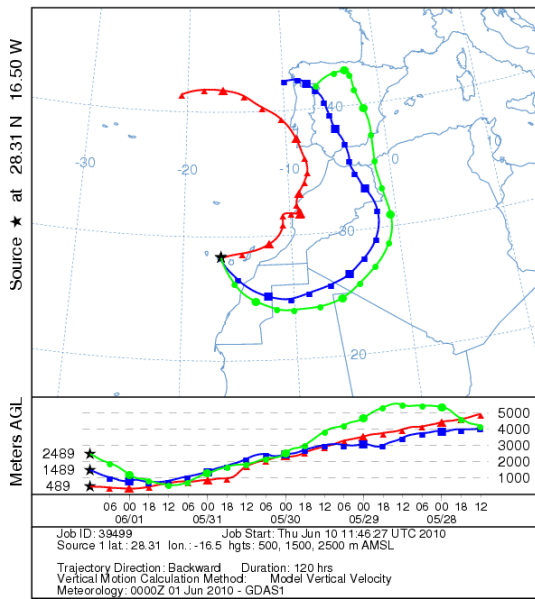 Source ★ at 28.31 N 16.50 W
40
-30
-20
-10
0
30
20
Meters AGL
2489
1489
489
5000
4000
3000
2000
1000
06 00 18 12 06 00 18 12 06 00 18 12 06 00 18 12 06 00 18 12
06/01 05/31 05/30 05/29 05/28
Job ID: 39499 Job Start: Thu Jun 10 11:46:27 UTC 2010
Source 1 lat.: 28.31 lon.: -16.5 hgts: 500, 1500, 2500 m AMSL
Trajectory Direction: Backward Duration: 120 hrs
Vertical Motion Calculation Method: Model Vertical Velocity
Meteorology: 0000Z 01 Jun 2010 - GDAS1